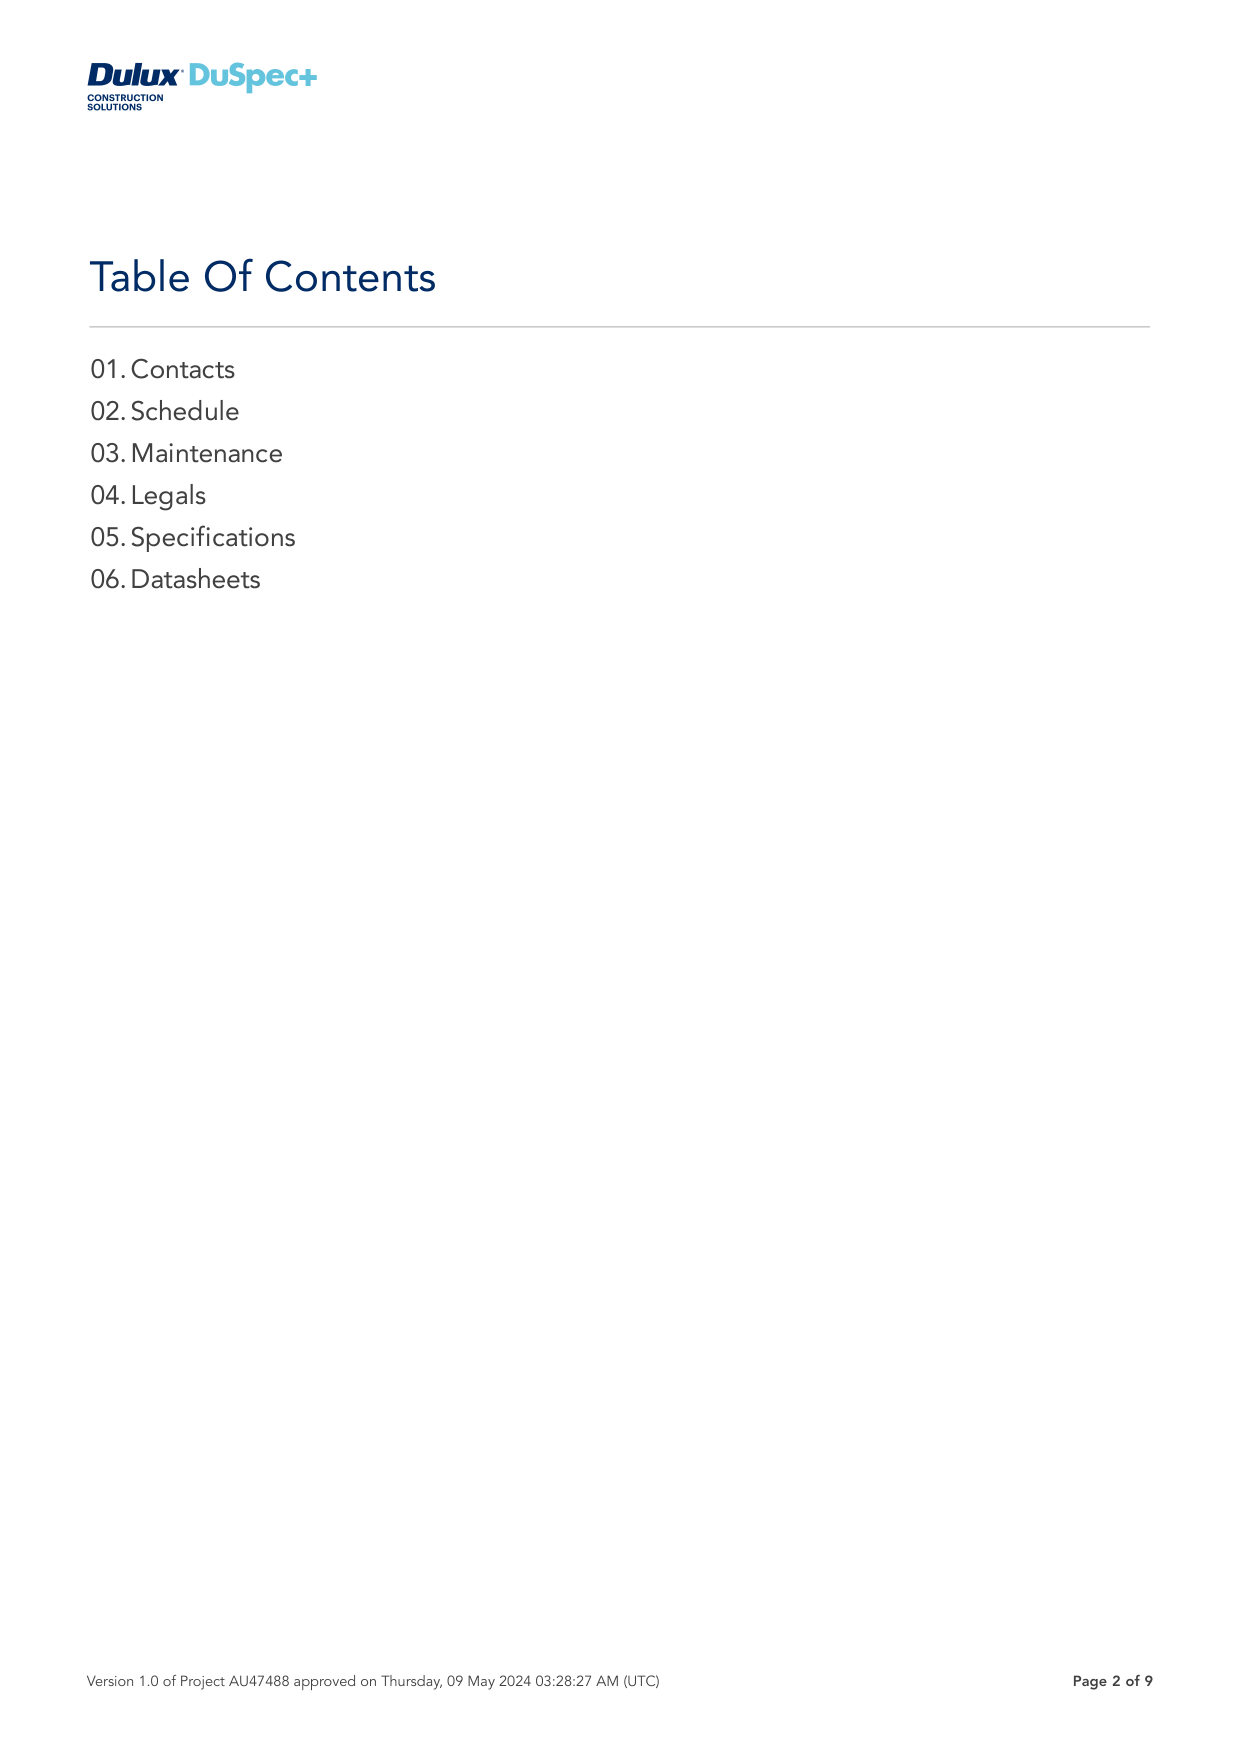 Dulux® DuSpec+
CONSTRUCTION
SOLUTIONS
Table Of Contents
01. Contacts
02. Schedule
03. Maintenance
04. Legals
05. Specifications
06. Datasheets
Version 1.0 of Project AU47488 approved on Thursday, 09 May 2024 03:28:27 AM (UTC)
Page 2 of 9